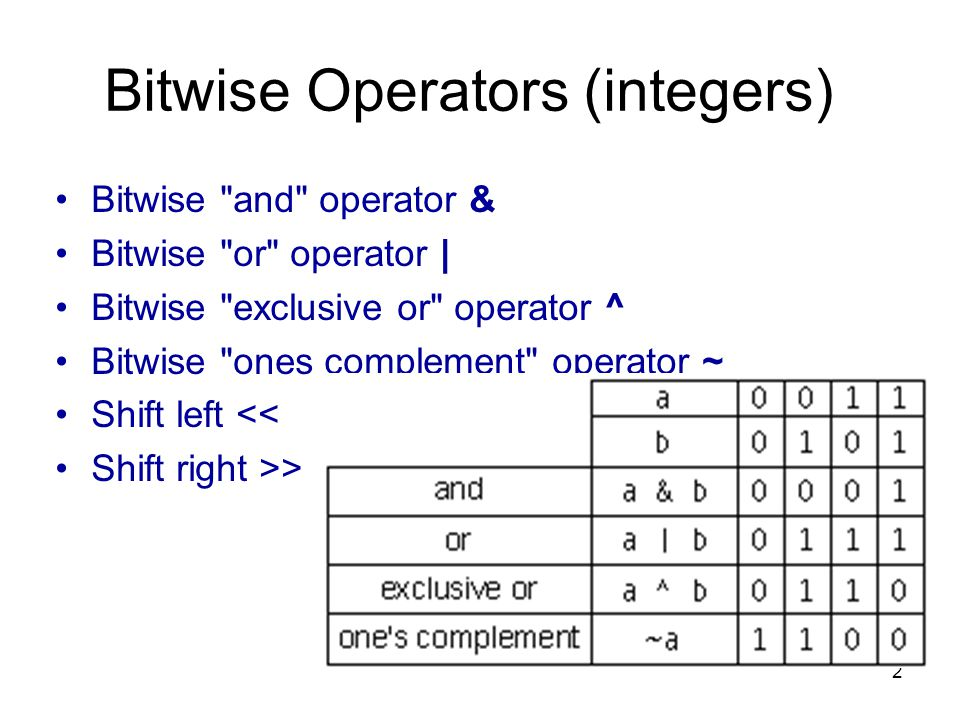 Bitwise Operators (integers)
• Bitwise "and" operator &
• Bitwise "or" operator |
• Bitwise "exclusive or" operator ^
• Bitwise "ones complement" operator ~
• Shift left <<
• Shift right >>
a 0 0 1 1
b 0 1 0 1
and a & b 0 0 0 1
or a | b 0 1 1 1
exclusive or a ^ b 0 1 1 0
one's complement ~a 1 1 0 0
2